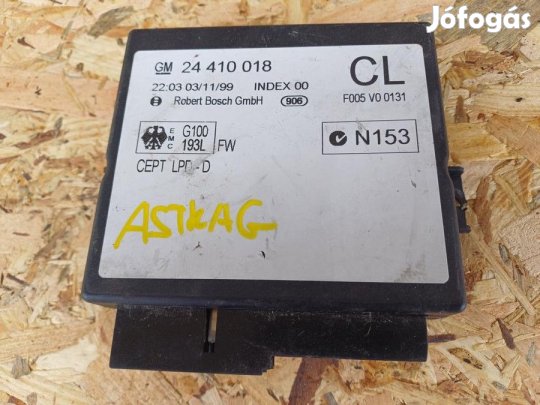 Jófogás
GM 24 410 018 CL
22:03 03/11/99 INDEX 00
Robert Bosch GmbH 906 F005 V0 0131
E M C G100 193L FW
N153
CEPT LPD-D
ASTRA G